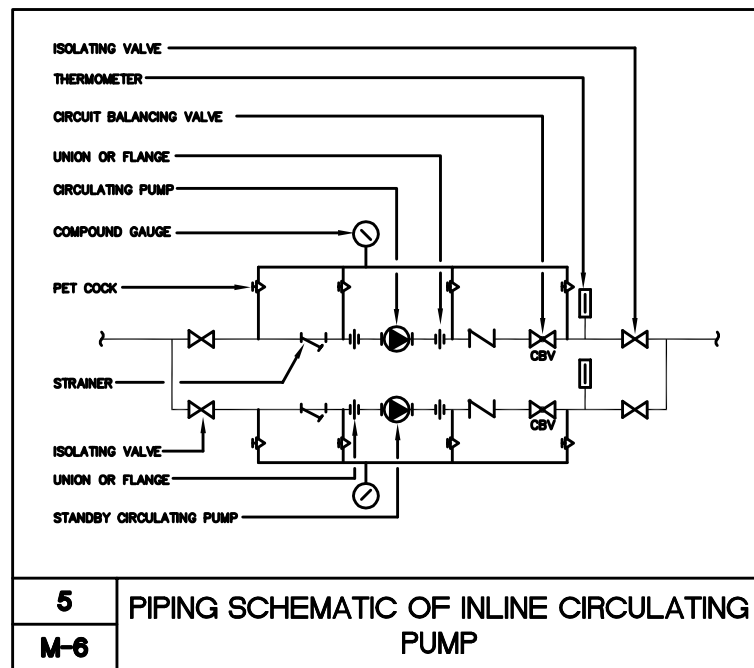 ISOLATING VALVE
THERMOMETER
CIRCUIT BALANCING VALVE
UNION OR FLANGE
CIRCULATING PUMP
COMPOUND GAUGE
PET COCK
CBV
STRAINER
CBV
ISOLATING VALVE
UNION OR FLANGE
STANDBY CIRCULATING PUMP
5
M-6
PIPING SCHEMATIC OF INLINE CIRCULATING
PUMP